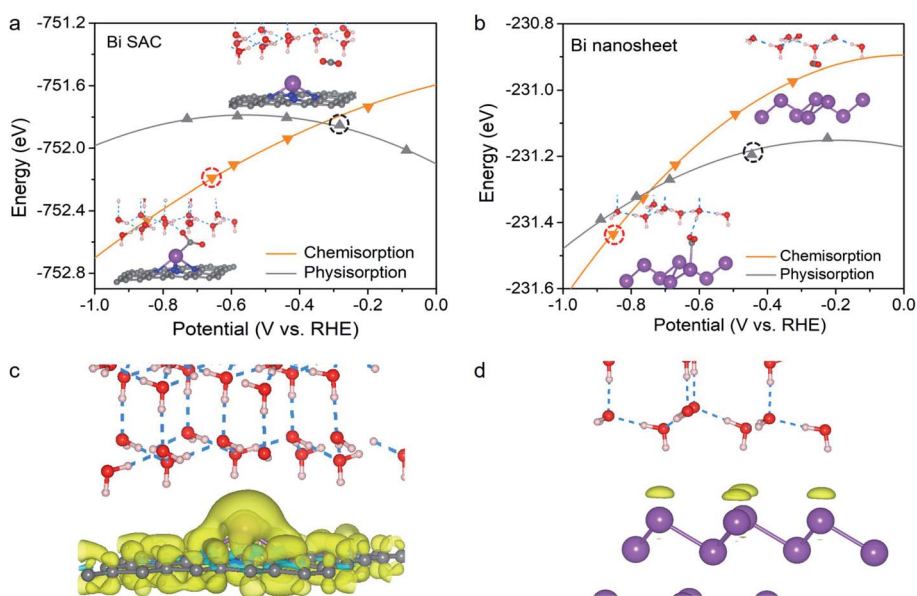 a
Bi SAC
-751.2
-751.6
-752.0
-752.4
-752.8
Energy (eV)
Chemisorption
Physisorption
-1.0 -0.8 -0.6 -0.4 -0.2 0.0
Potential (V vs. RHE)
b
Bi nanosheet
-230.8
-231.0
-231.2
-231.4
-231.6
Energy (eV)
Chemisorption
Physisorption
-1.0 -0.8 -0.6 -0.4 -0.2 0.0
Potential (V vs. RHE)
c
d